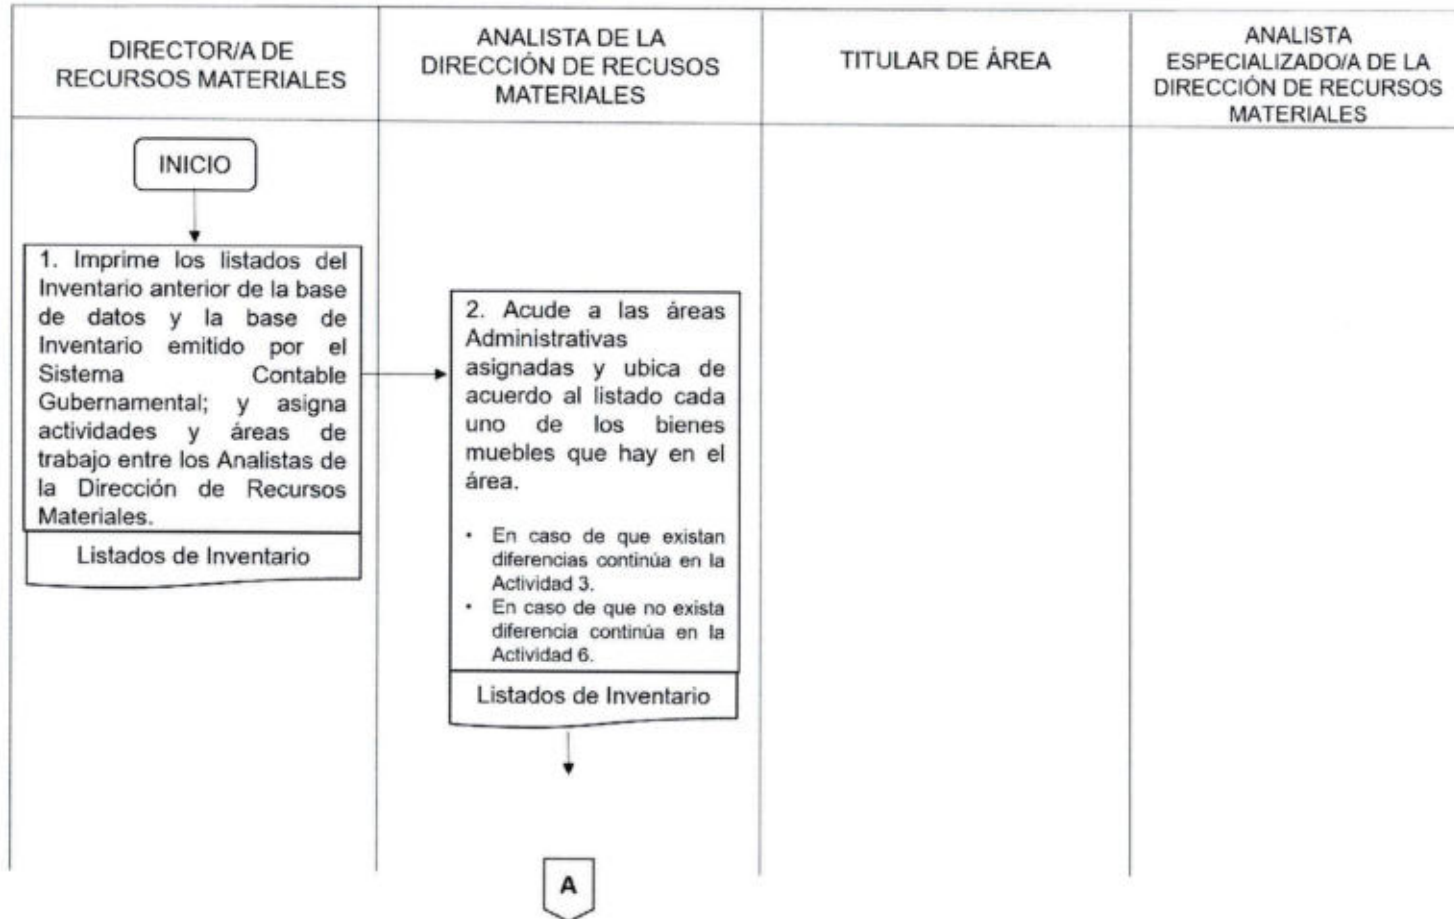 DIRECTOR/A DE
RECURSOS MATERIALES
ANALISTA DE LA
DIRECCIÓN DE RECUSOS
MATERIALES
TITULAR DE ÁREA
ANALISTA
ESPECIALIZADO/A DE LA
DIRECCIÓN DE RECURSOS
MATERIALES
INICIO
1. Imprime los listados del
Inventario anterior de la base
de datos y la base de
Inventario emitido por el
Sistema Contable
Gubernamental; y asigna
actividades y áreas de
trabajo entre los Analistas de
la Dirección de Recursos
Materiales.
Listados de Inventario
2. Acude a las áreas
Administrativas
asignadas y ubica de
acuerdo al listado cada
uno de los bienes
muebles que hay en el
área.
• En caso de que existan
diferencias continúa en la
Actividad 3.
• En caso de que no exista
diferencia continúa en la
Actividad 6.
Listados de Inventario
A